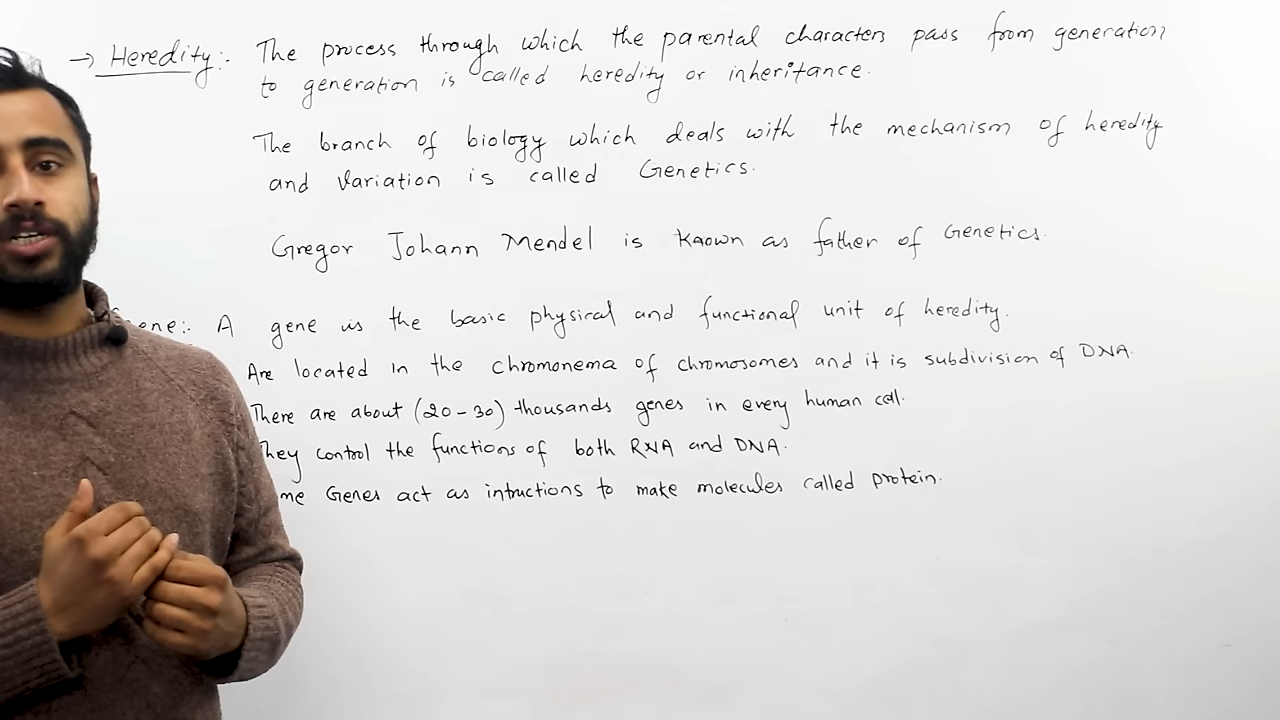 → Heredity:- The process through which the parental characters pass from generation
to generation is called heredity or inheritance.
The branch of biology which deals with the mechanism of heredity
and variation is called Genetics.
Gregor Johann Mendel is known as father of Genetics.
ene:- A gene is the basic physical and functional unit of heredity.
Are located in the chromonema of chromosomes and it is subdivision of DNA.
There are about (20-30) thousands genes in every human cell.
They control the functions of both RNA and DNA.
me Genes act as intructions to make molecules called protein.